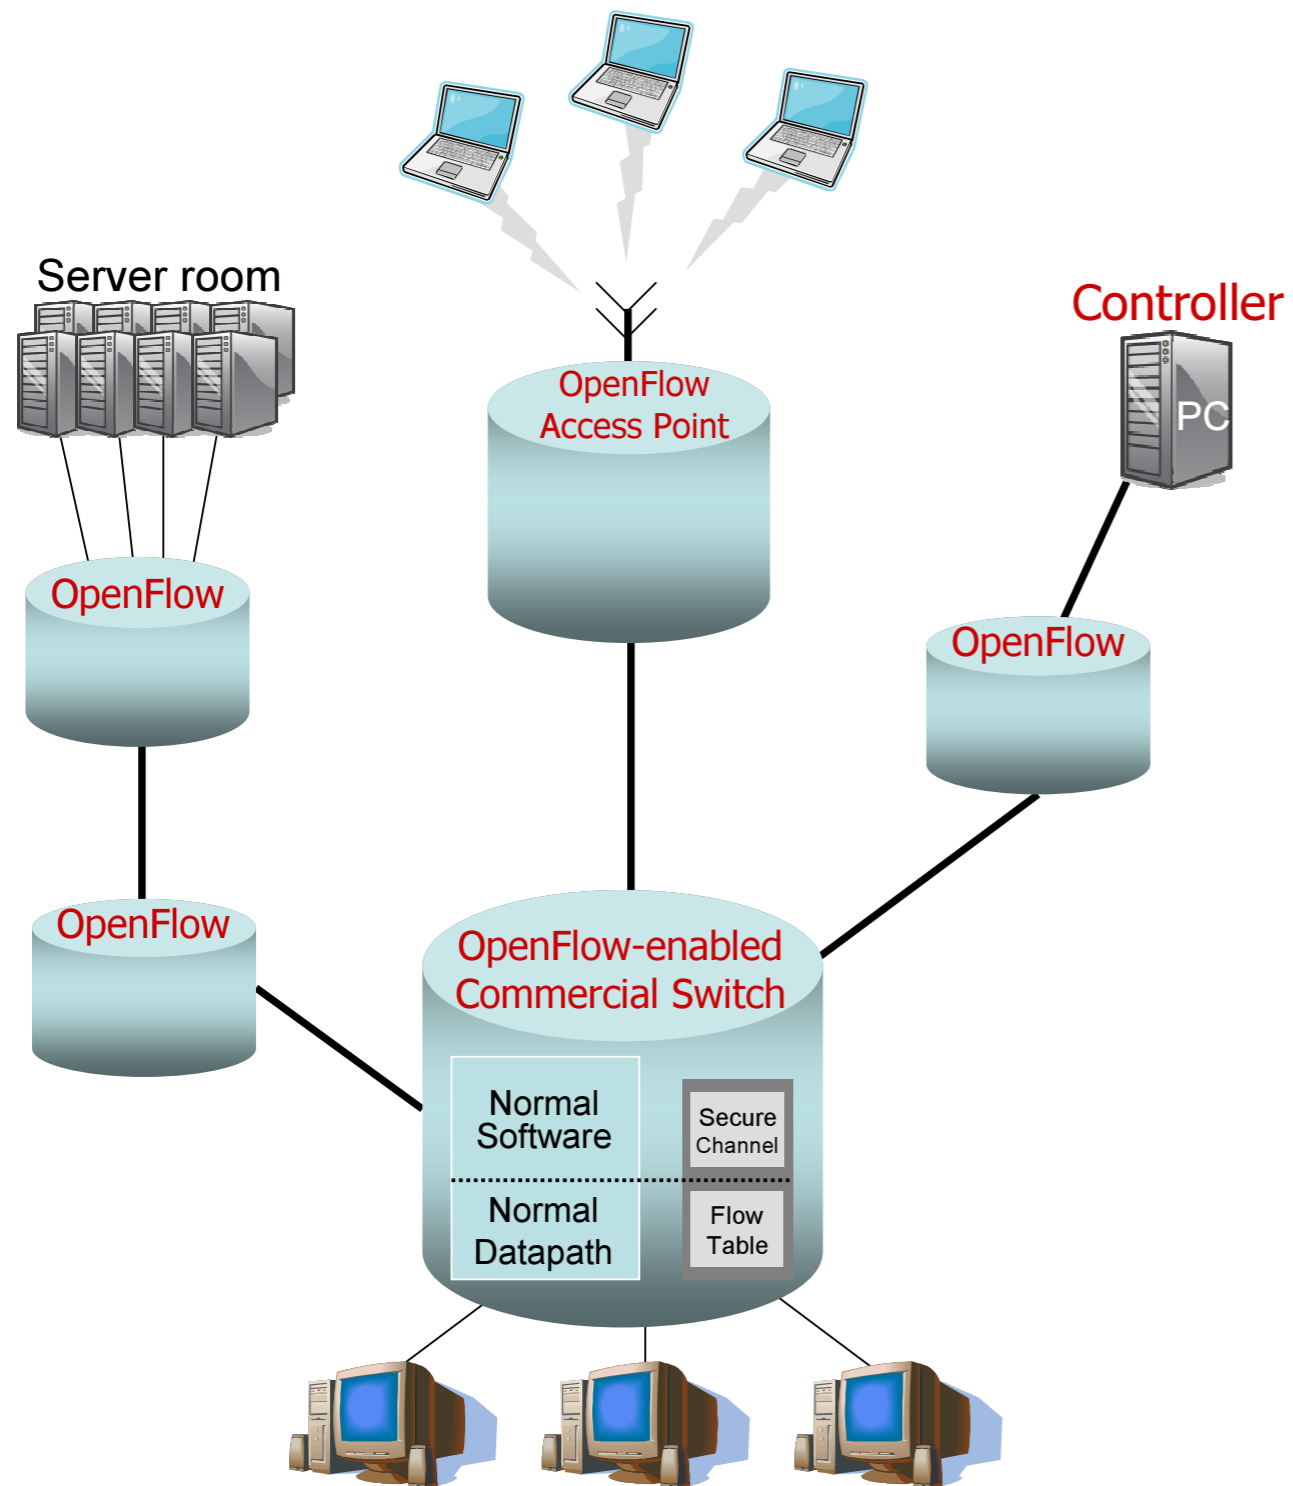 Server room
Controller
PC
OpenFlow
Access Point
OpenFlow
OpenFlow
OpenFlow
OpenFlow-enabled
Commercial Switch
Normal
Software
Secure
Channel
Normal
Datapath
Flow
Table